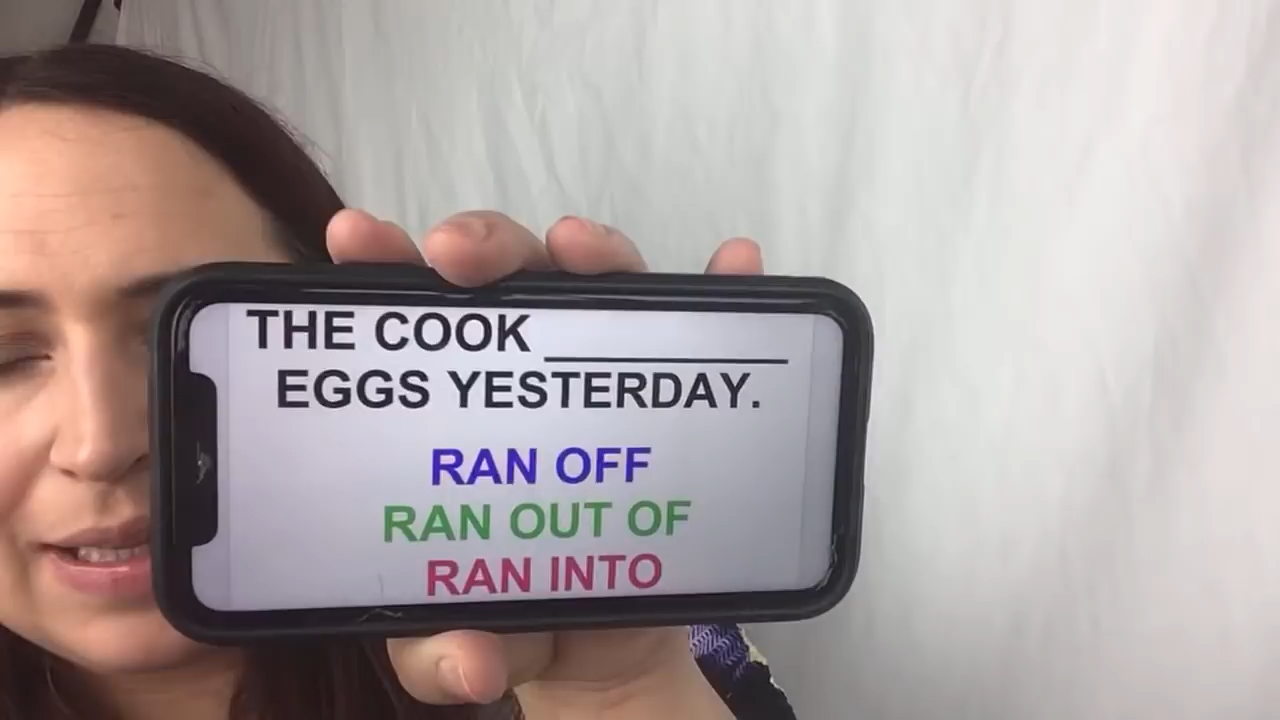 THE COOK __________
EGGS YESTERDAY.
RAN OFF
RAN OUT OF
RAN INTO